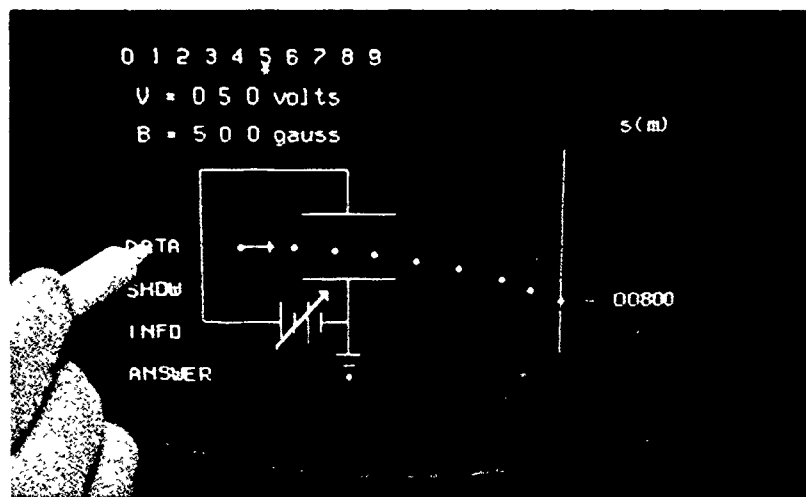 0 1 2 3 4 5 6 7 8 9
V = 0 5 0 volts
B = 5 0 0 gauss
s(m)
DATA
SHOW
00800
INFO
ANSWER